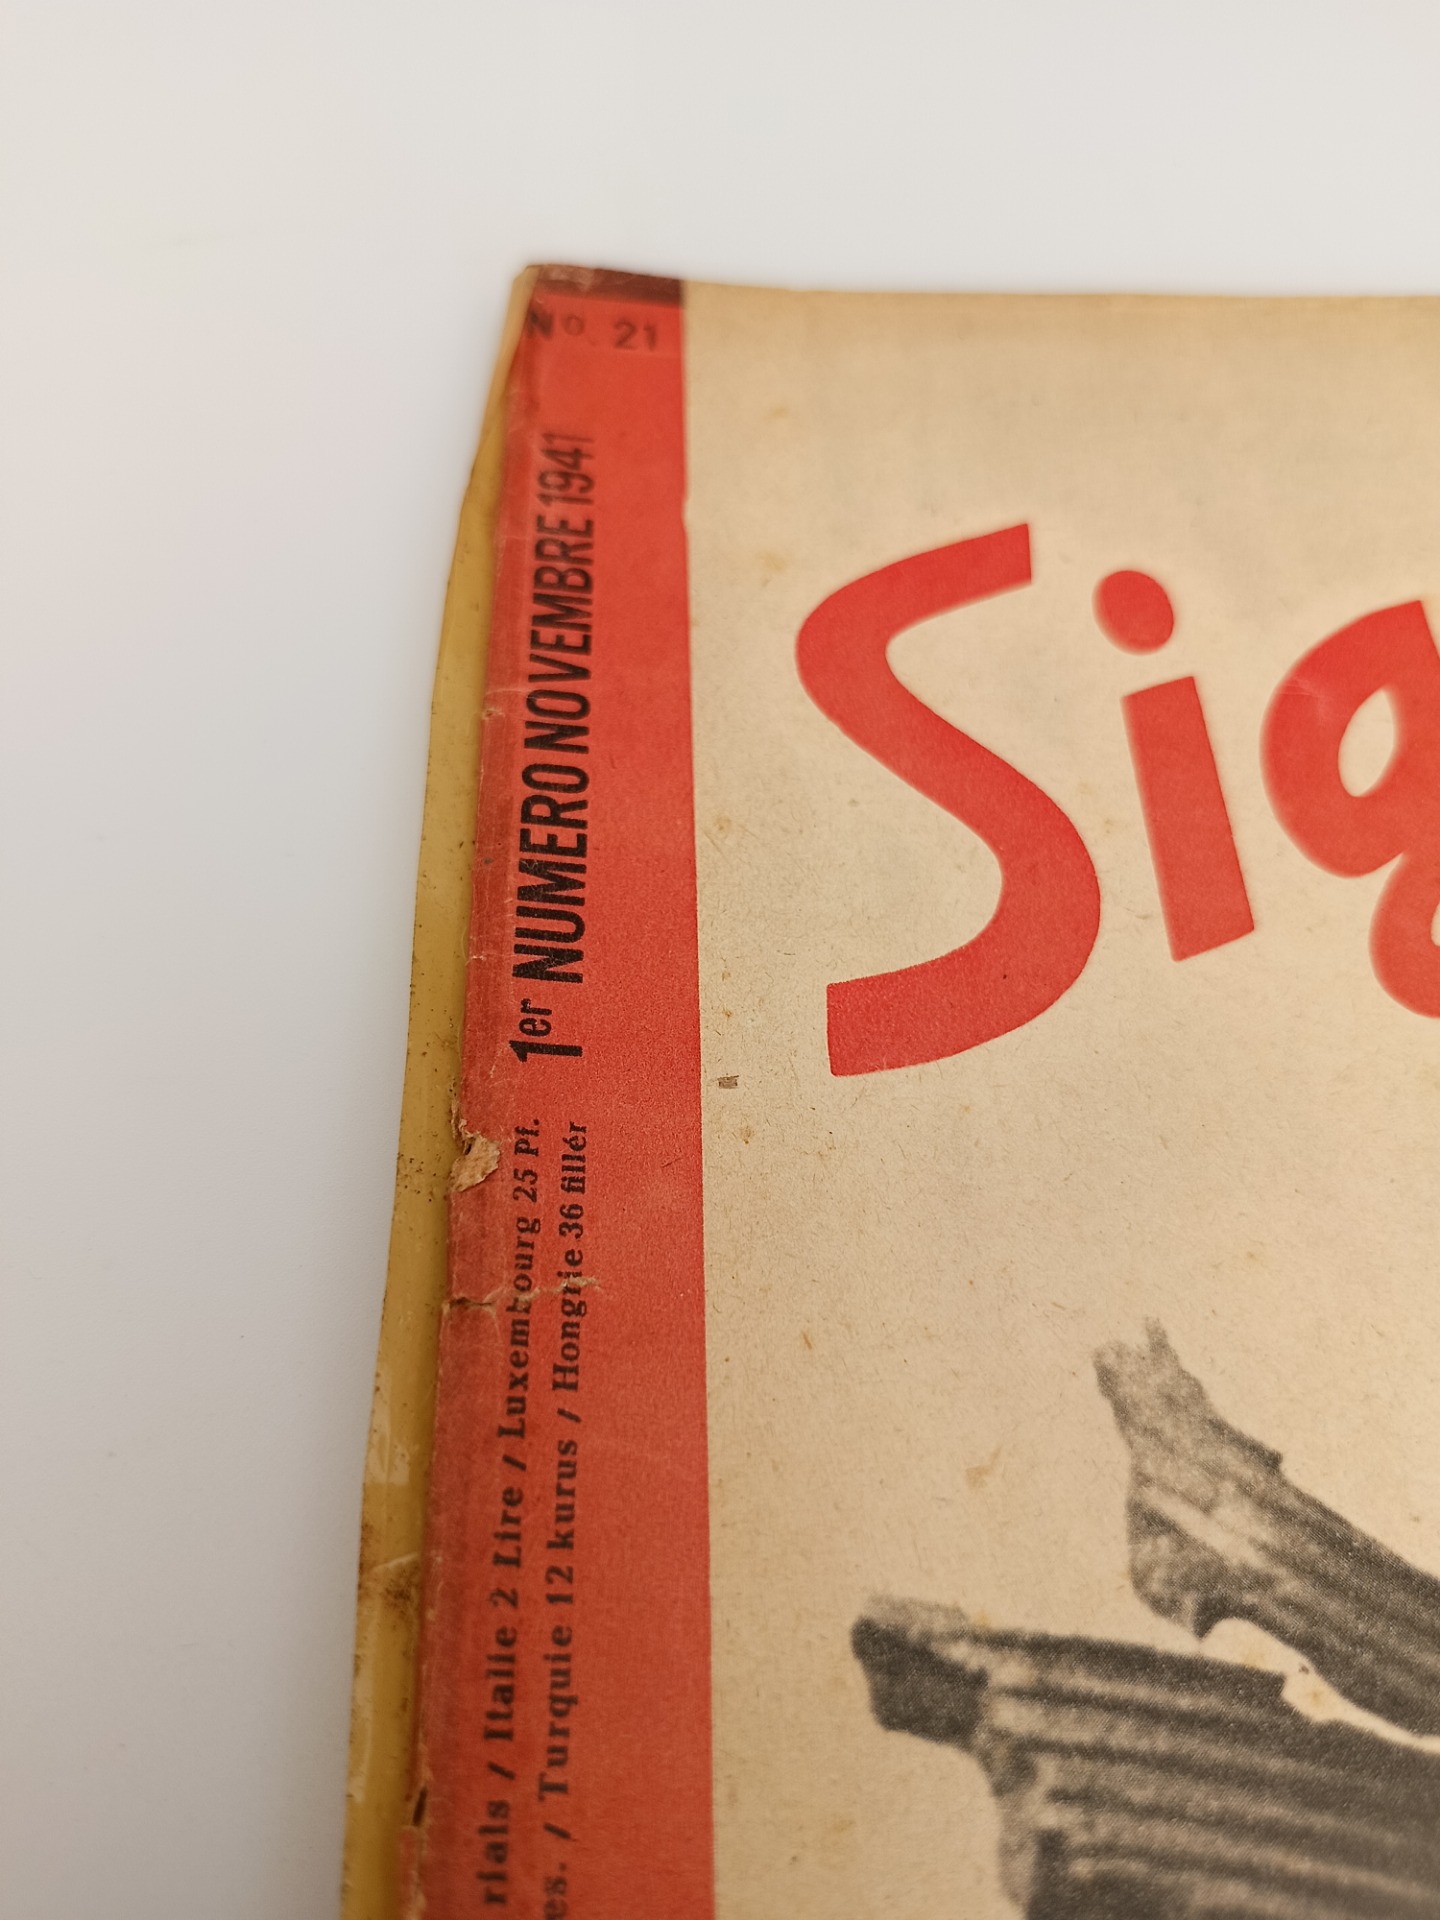 No. 21
1er NUMERO NOVEMBRE 1941
Sig
rials / Italie 2 Lire / Luxembourg 25 Pf.
es. / Turquie 12 kurus / Hongrie 36 fillér